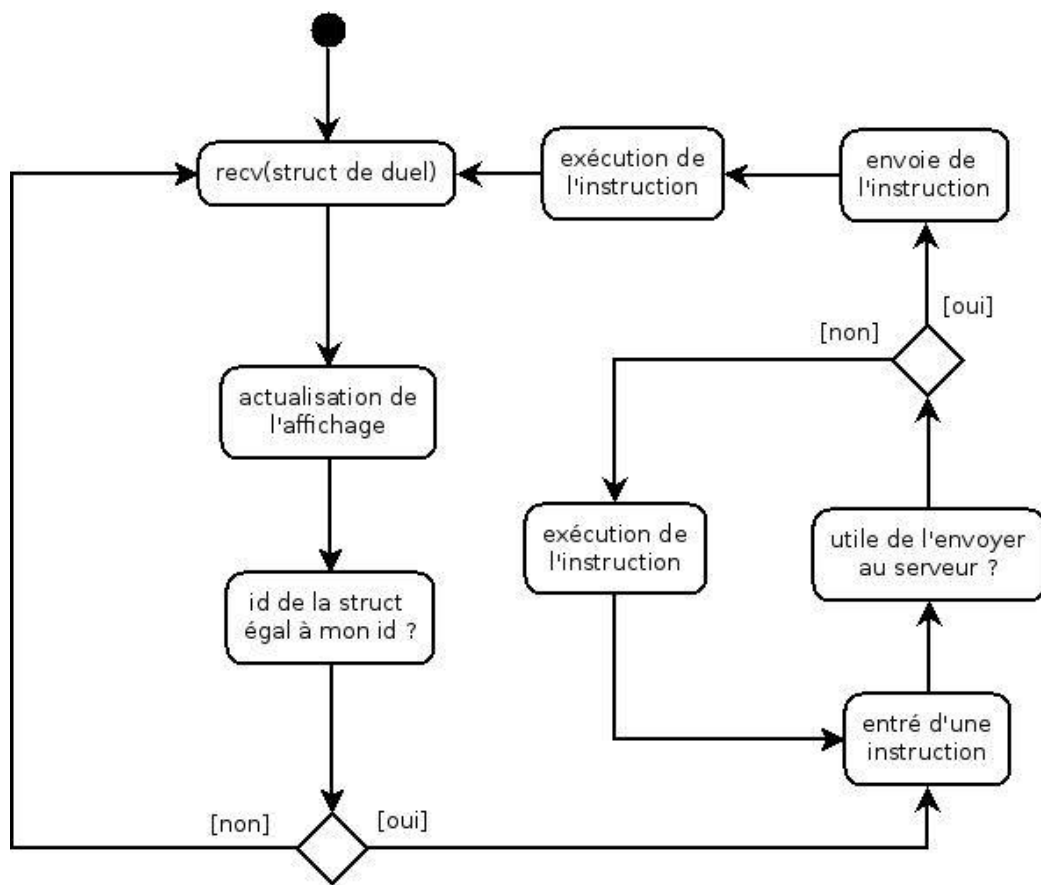 recv(struct de duel)
exécution de
l'instruction
envoie de
l'instruction
[oui]
[non]
actualisation de
l'affichage
exécution de
l'instruction
utile de l'envoyer
au serveur ?
id de la struct
égal à mon id ?
entré d'une
instruction
[non]
[oui]